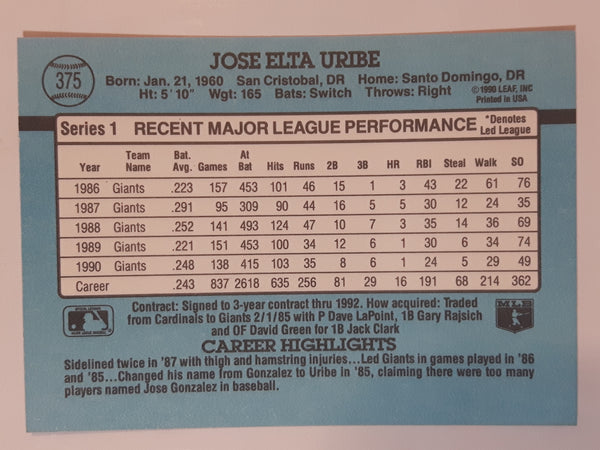 375
JOSE ELTA URIBE
Born: Jan. 21, 1960 San Cristobal, DR Home: Santo Domingo, DR
Ht: 5' 10" Wgt: 165 Bats: Switch Throws: Right
©1990 LEAF, INC
Printed in USA
Series 1 RECENT MAJOR LEAGUE PERFORMANCE *Denotes Led League
Year Team Name Bat. Avg. Games At Bat Hits Runs 2B 3B HR RBI Steal Walk SO
1986 Giants .223 157 453 101 46 15 1 3 43 22 61 76
1987 Giants .291 95 309 90 44 16 5 5 30 12 24 35
1988 Giants .252 141 493 124 47 10 7 3 35 14 36 69
1989 Giants .221 151 453 100 34 12 6 1 30 6 34 74
1990 Giants .248 138 415 103 35 8 6 1 24 5 29 49
Career .243 837 2618 635 256 81 29 16 191 68 214 362
Contract: Signed to 3-year contract thru 1992. How acquired: Traded
from Cardinals to Giants 2/1/85 with P Dave LaPoint, 1B Gary Rajsich
and OF David Green for 1B Jack Clark
MLB
CAREER HIGHLIGHTS
Sidelined twice in '87 with thigh and hamstring injuries...Led Giants in games played in '86
and '85...Changed his name from Gonzalez to Uribe in '85, claiming there were too
many players named Jose Gonzalez in baseball.